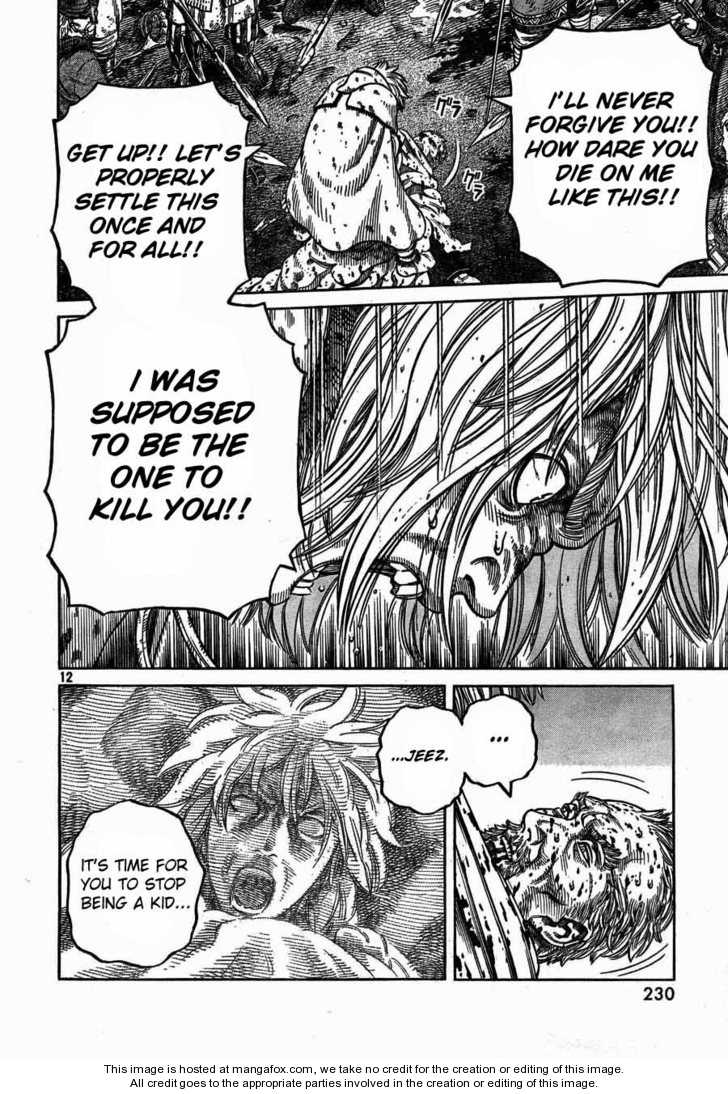 I'LL NEVER
FORGIVE YOU!!
HOW DARE YOU
DIE ON ME
LIKE THIS!!
グラ
グラ
GET UP!! LET'S
PROPERLY
SETTLE THIS
ONCE AND
FOR ALL!!
I WAS
SUPPOSED
TO BE THE
ONE TO
KILL YOU!!
12
...
...JEEZ.
IT'S TIME FOR
YOU TO STOP
BEING A KID...
230
This image is hosted at mangafox.com, we take no credit for the creation or editing of this image.
All credit goes to the appropriate parties involved in the creation or editing of this image.